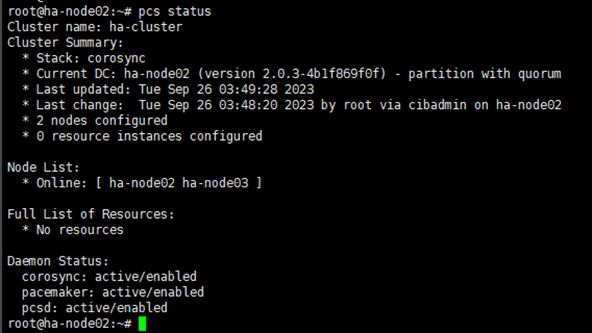 root@ha-node02:~# pcs status
Cluster name: ha-cluster
Cluster Summary:
  * Stack: corosync
  * Current DC: ha-node02 (version 2.0.3-4b1f869f0f) - partition with quorum
  * Last updated: Tue Sep 26 03:49:28 2023
  * Last change:  Tue Sep 26 03:48:20 2023 by root via cibadmin on ha-node02
  * 2 nodes configured
  * 0 resource instances configured

Node List:
  * Online: [ ha-node02 ha-node03 ]

Full List of Resources:
  * No resources

Daemon Status:
  corosync: active/enabled
  pacemaker: active/enabled
  pcsd: active/enabled
root@ha-node02:~#